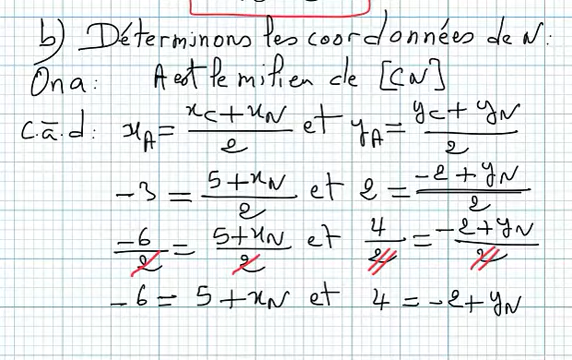 b) Déterminons les coordonnées de N:
On a: A est le milieu de [CN]
c.à.d: x_A = (x_C + x_N)/2 et y_A = (y_C + y_N)/2
-3 = (5 + x_N)/2 et 2 = (-2 + y_N)/2
-6/2 = (5 + x_N)/2 et 4/2 = (-2 + y_N)/2
-6 = 5 + x_N et 4 = -2 + y_N